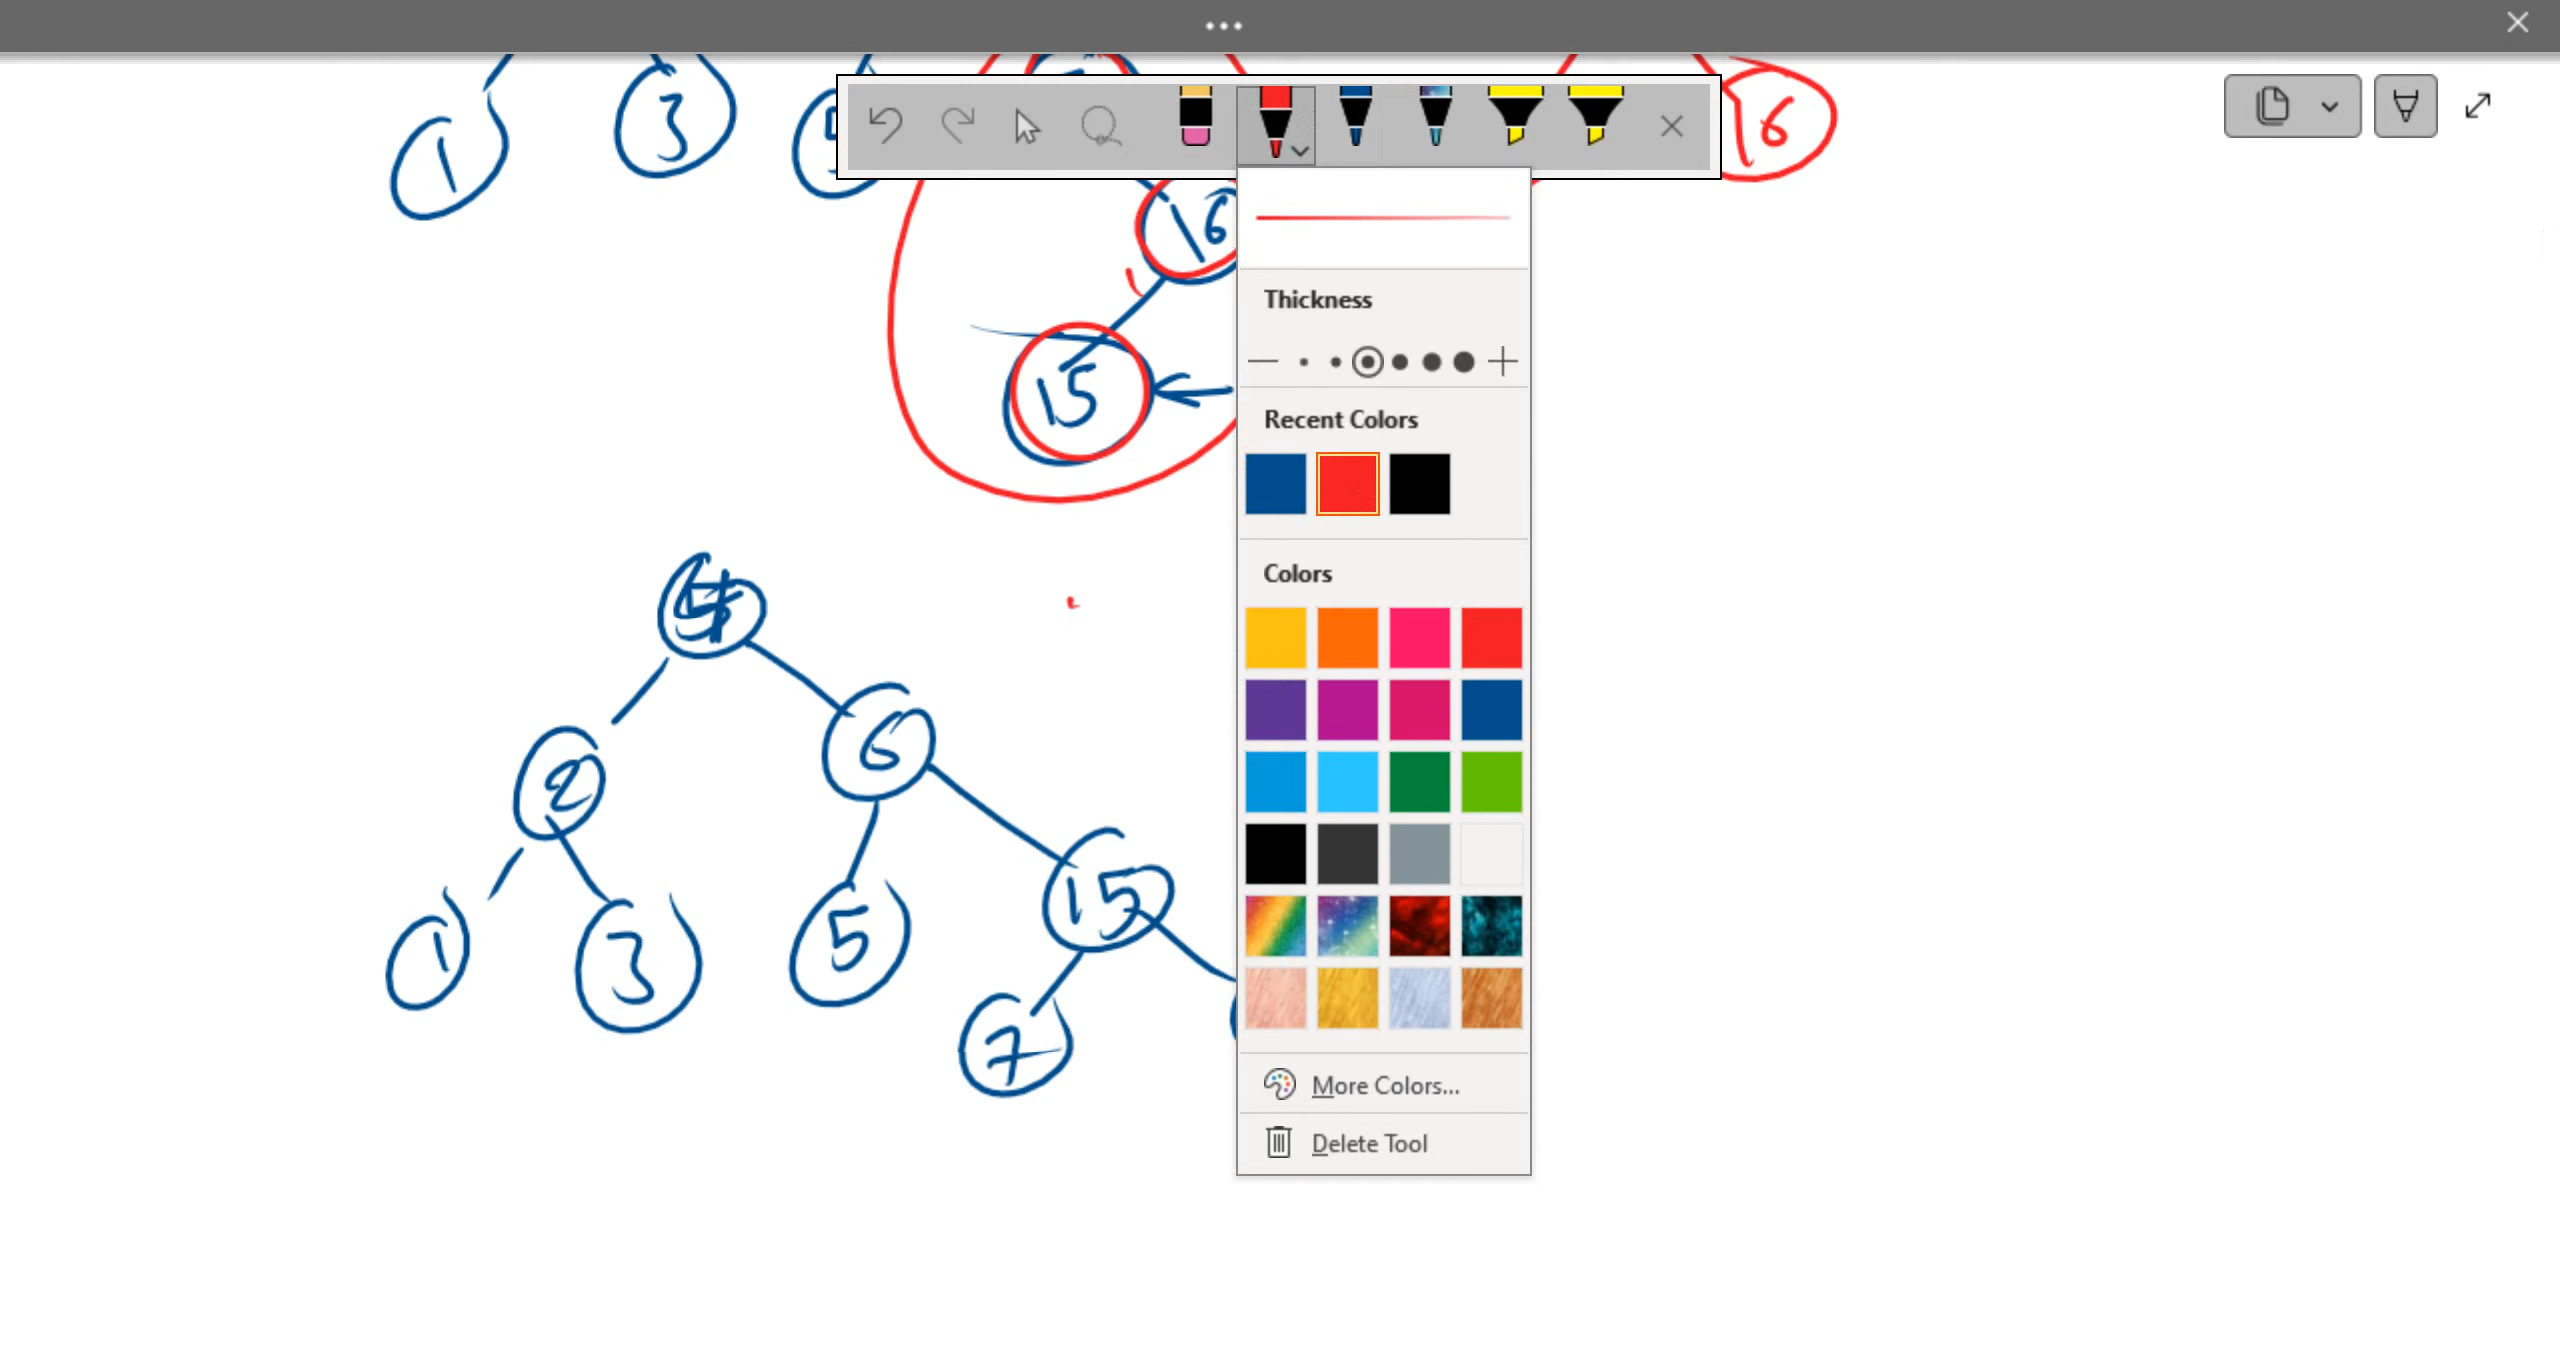 1 3 16
16
Thickness
15
Recent Colors
Colors
4
6
2
15
1 3 5
7
More Colors...
Delete Tool